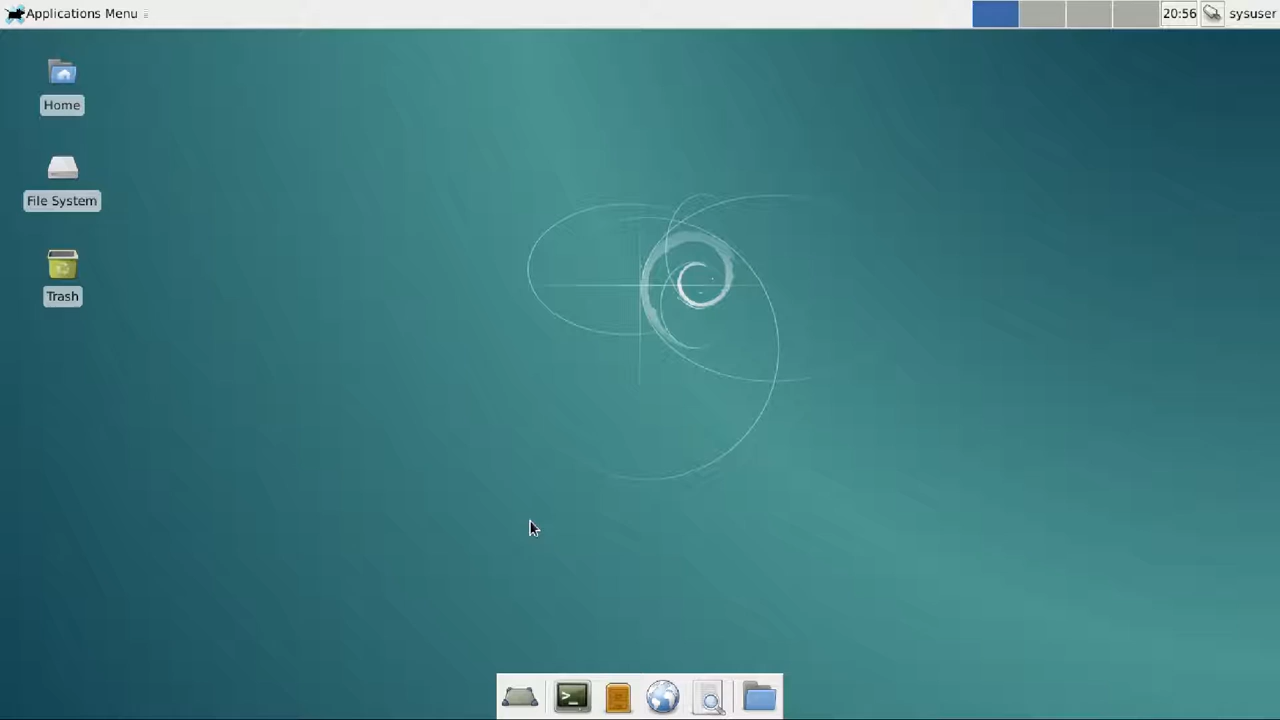 Applications Menu
20:56
sysuser
Home
File System
Trash
>_